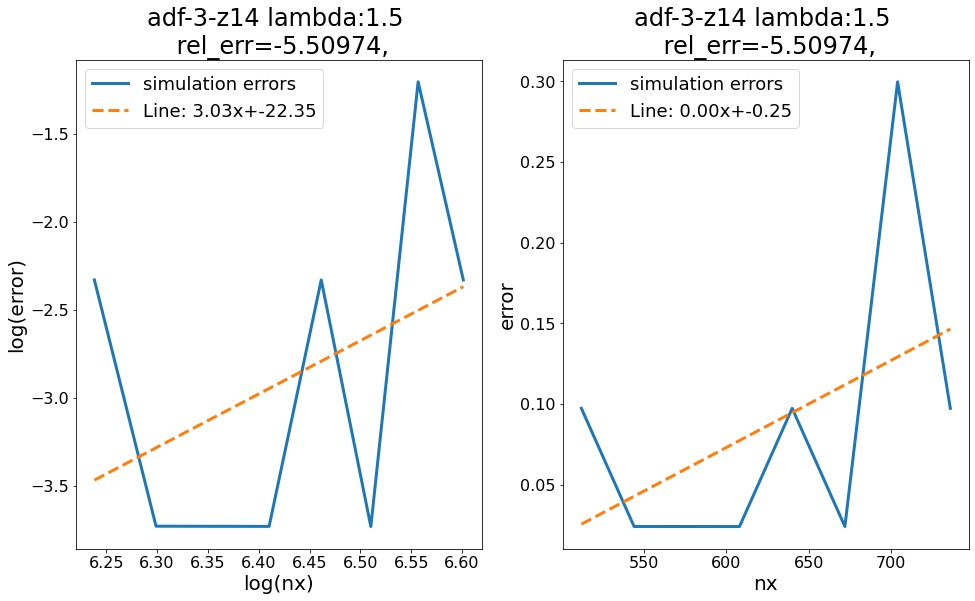 adf-3-z14 lambda:1.5
rel_err=-5.50974,
simulation errors
Line: 3.03x+-22.35
log(error)
−1.5
−2.0
−2.5
−3.0
−3.5
6.25 6.30 6.35 6.40 6.45 6.50 6.55 6.60
log(nx)
adf-3-z14 lambda:1.5
rel_err=-5.50974,
simulation errors
Line: 0.00x+-0.25
error
0.30
0.25
0.20
0.15
0.10
0.05
550 600 650 700
nx